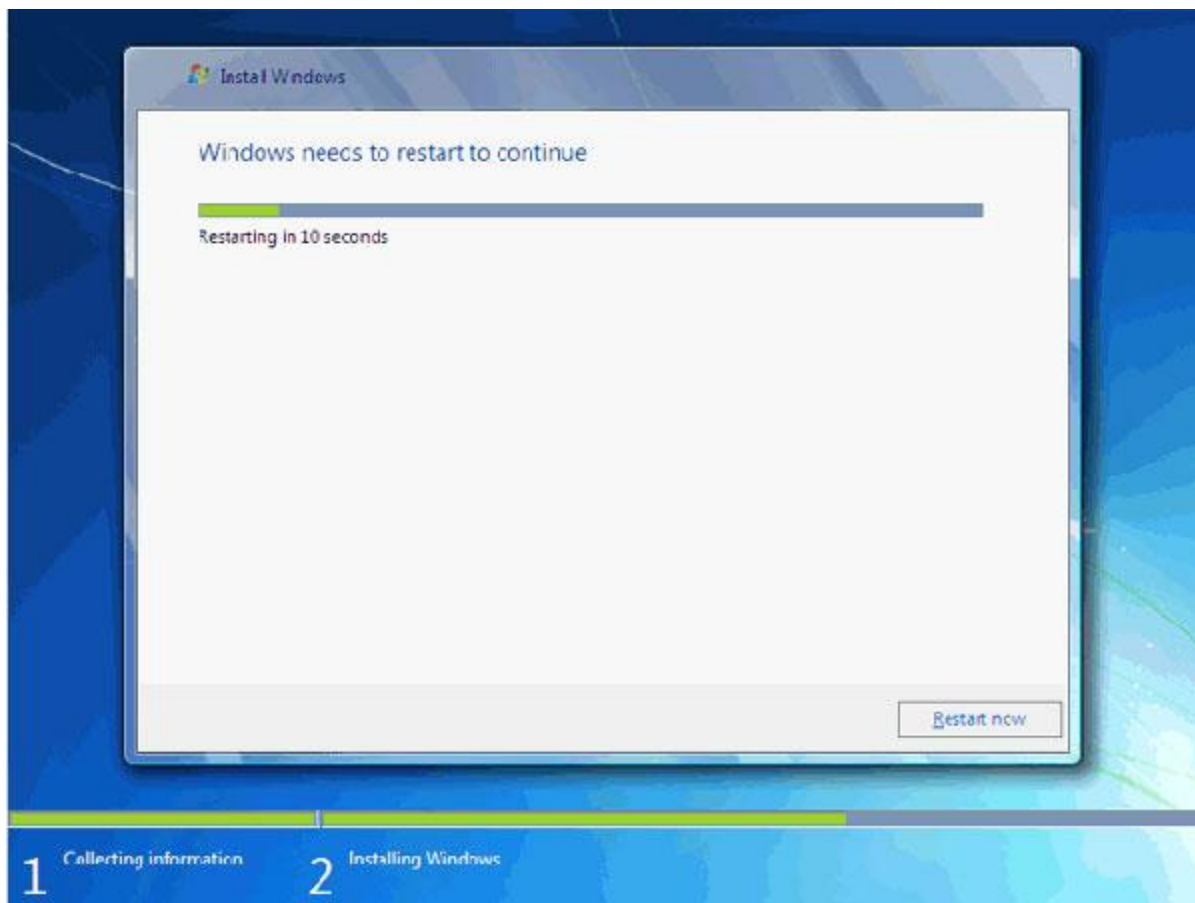 Install Windows
Windows needs to restart to continue
Restarting in 10 seconds
Restart now
1 Collecting information
2 Installing Windows